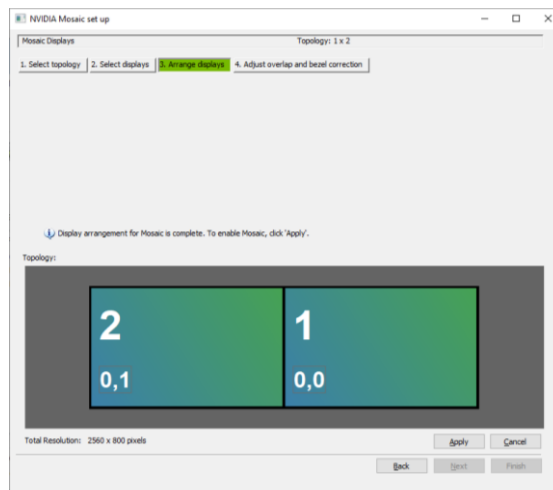 NVIDIA Mosaic set up
Mosaic Displays Topology: 1 x 2
1. Select topology 2. Select displays 3. Arrange displays 4. Adjust overlap and bezel correction
Display arrangement for Mosaic is complete. To enable Mosaic, click 'Apply'.
Topology:
2 1
0,1 0,0
Total Resolution: 2560 x 800 pixels Apply Cancel
Back Next Finish